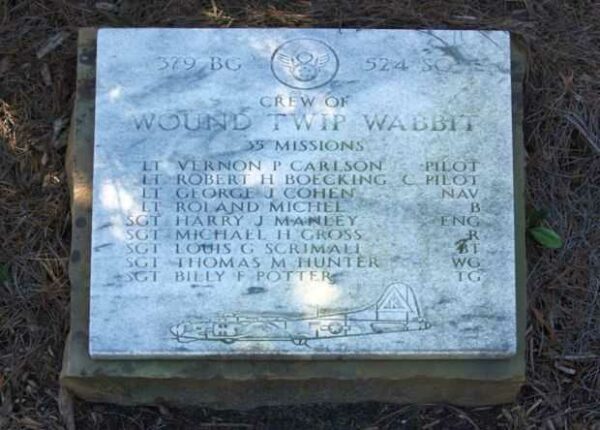 379 BG 524 SQ
CREW OF
WOUND TWIP WABBIT
35 MISSIONS
LT VERNON P CARLSON PILOT
LT ROBERT H BOECKING C PILOT
LT GEORGE J COHEN NAV
LT ROLAND MICHEL B
SGT HARRY J MANLEY ENG
SGT MICHAEL H GROSS R
SGT LOUIS G SCRIMALI BT
SGT THOMAS M HUNTER WG
SGT BILLY F POTTER TG